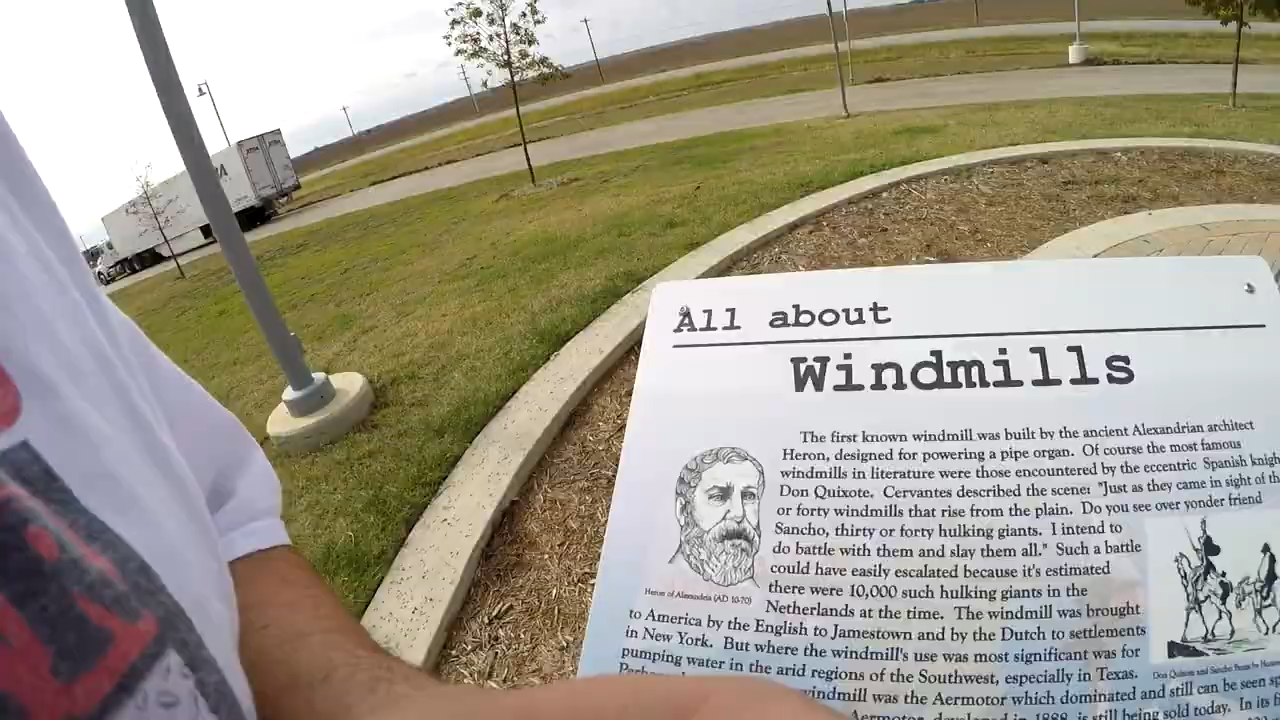 All about
Windmills
The first known windmill was built by the ancient Alexandrian architect
Heron, designed for powering a pipe organ. Of course the most famous
windmills in literature were those encountered by the eccentric Spanish
Don Quixote. Cervantes described the scene: "Just as they came in sight of
or forty windmills that rise from the plain. Do you see over yonder friend
Sancho, thirty or forty hulking giants. I intend to
do battle with them and slay them all." Such a battle
could have easily escalated because it's estimated
there were 10,000 such hulking giants in the
Heron of Alexandria (AD 10-70)
Netherlands at the time. The windmill was brought
to America by the English to Jamestown and by the Dutch to settlements
in New York. But where the windmill's use was most significant was for
pumping water in the arid regions of the Southwest, especially in Texas.
Don Quixote and Sancho Panza by
windmill was the Aermotor which dominated and still can be seen
Aermotor developed in 1888, is still being sold today. In its